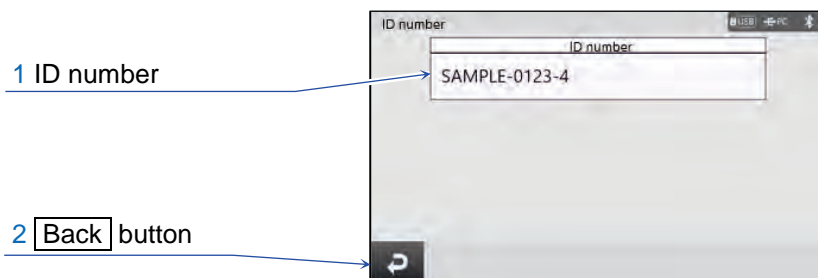 ID number
USB PC
ID number
1 ID number
SAMPLE-0123-4
2 Back button